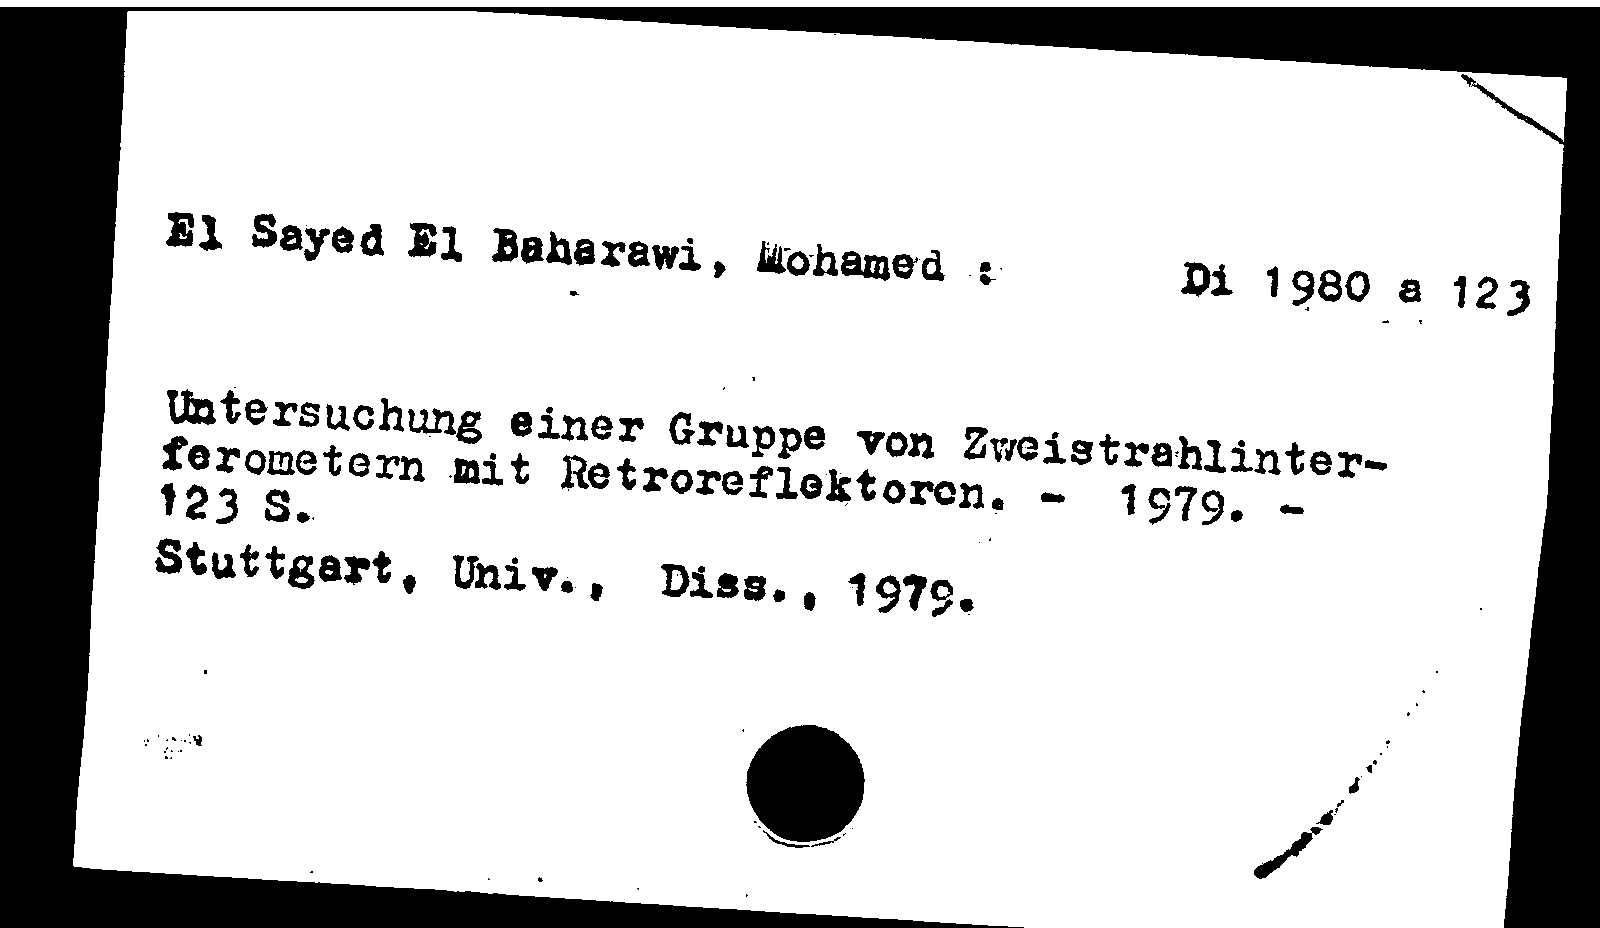 El Sayed El Baharawi, Mohamed :
Di 1980 a 123
Untersuchung einer Gruppe von Zweistrahlinter-
ferometern mit Retroreflektoren. - 1979. -
123 S.
Stuttgart, Univ., Diss., 1979.